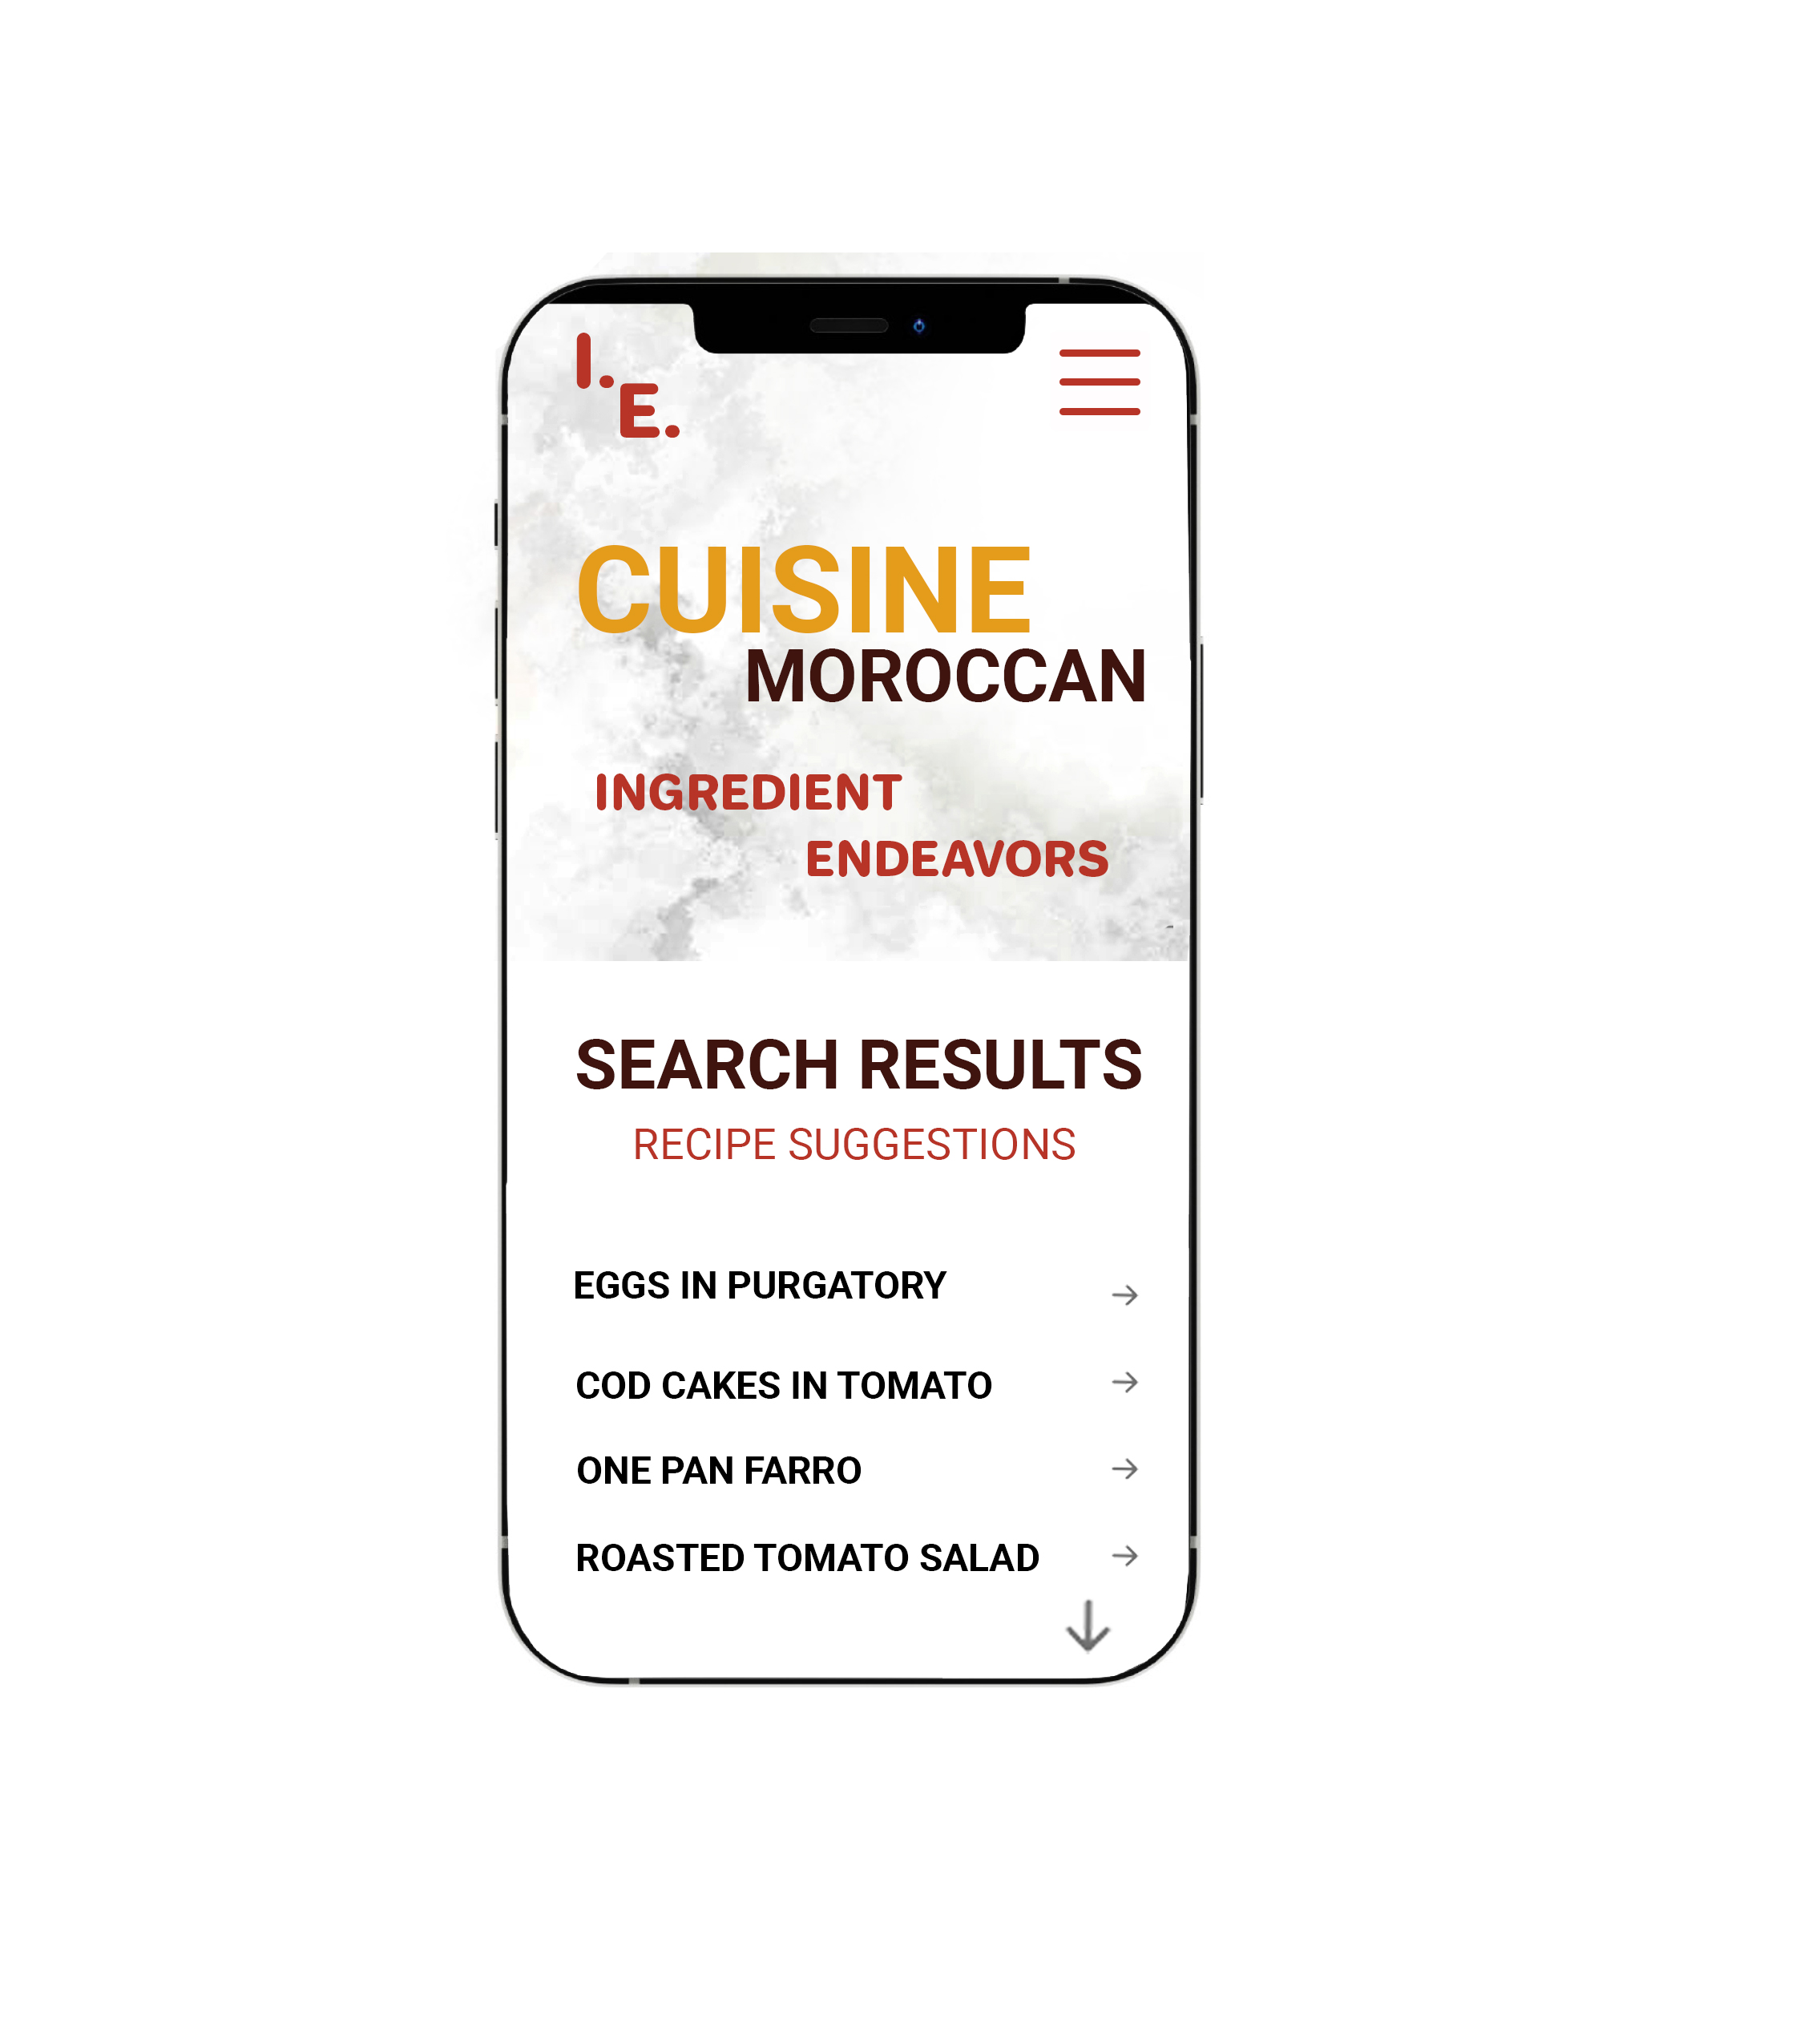 I.
E.
CUISINE
MOROCCAN
INGREDIENT
ENDEAVORS
SEARCH RESULTS
RECIPE SUGGESTIONS
EGGS IN PURGATORY
COD CAKES IN TOMATO
ONE PAN FARRO
ROASTED TOMATO SALAD